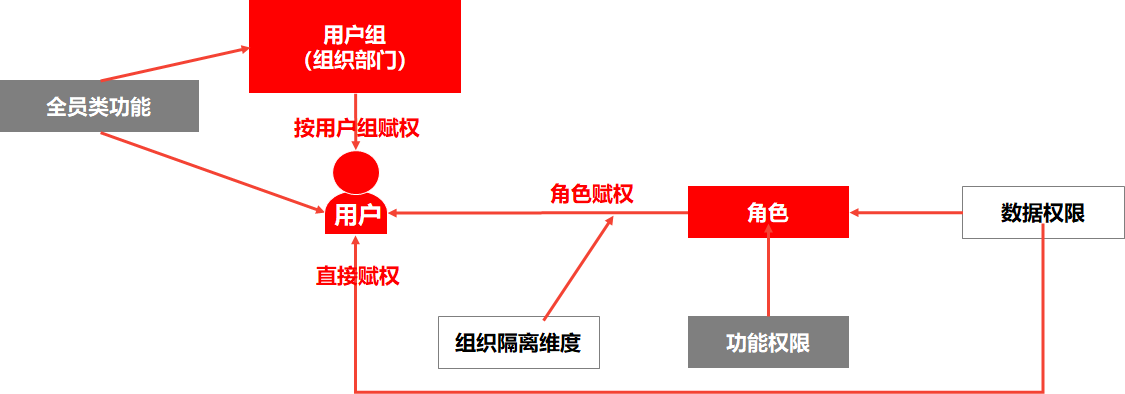 用户组
（组织部门）
全员类功能
按用户组赋权
角色赋权
用户
角色
数据权限
直接赋权
组织隔离维度
功能权限